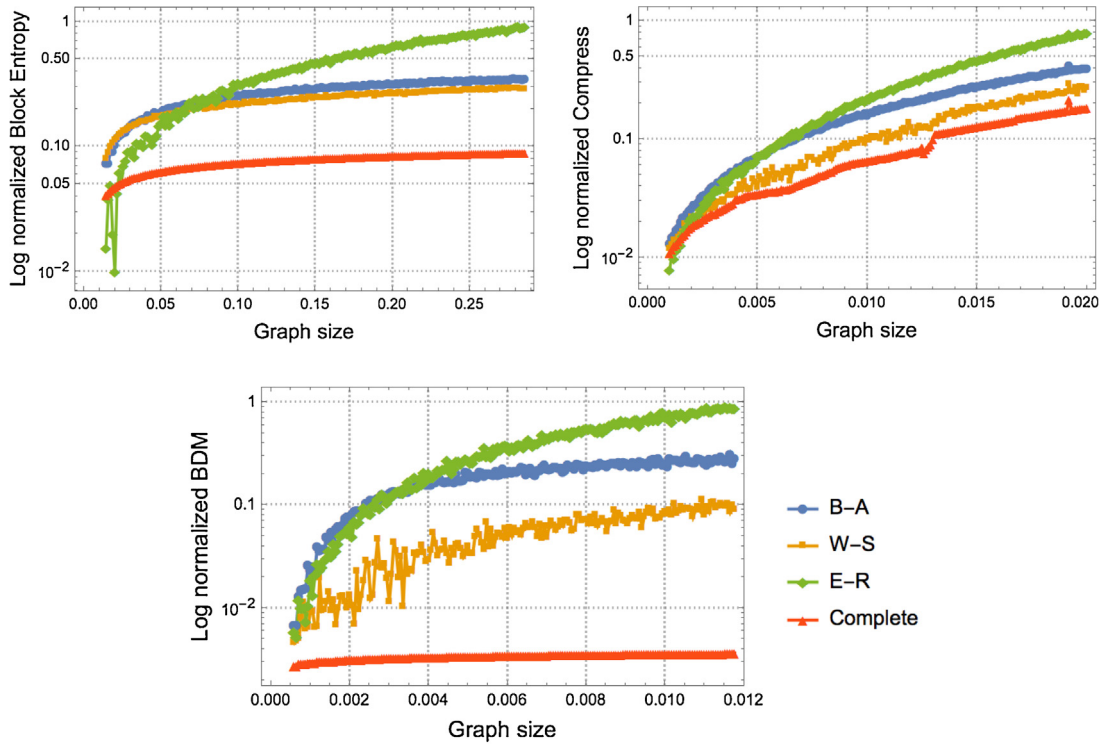 Log normalized Block Entropy
1
0.50
0.10
0.05
10⁻²
0.00 0.05 0.10 0.15 0.20 0.25
Graph size
Log normalized Compress
1
0.5
0.1
10⁻²
0.000 0.005 0.010 0.015 0.020
Graph size
Log normalized BDM
1
0.1
10⁻²
0.000 0.002 0.004 0.006 0.008 0.010 0.012
Graph size
B–A
W–S
E–R
Complete